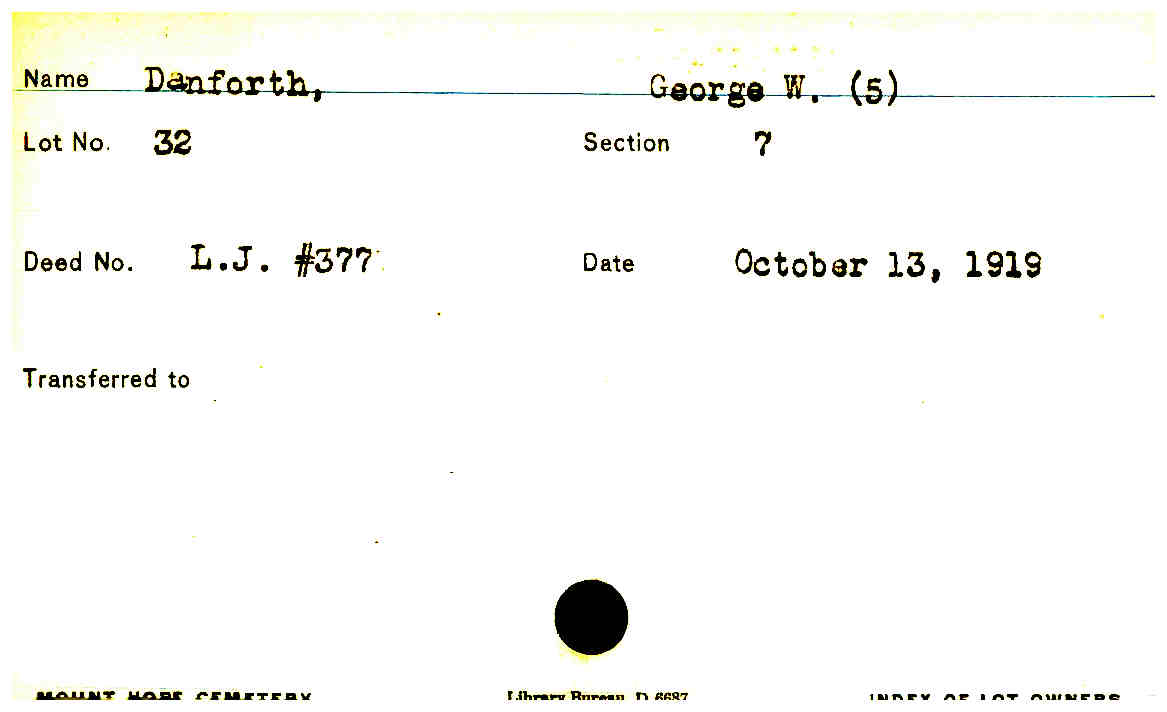 Name Danforth, George W. (5)
Lot No. 32 Section 7
Deed No. L.J. #377 Date October 13, 1919
Transferred to
MOUNT HOPE CEMETERY Library Bureau D 6687 INDEX OF LOT OWNERS